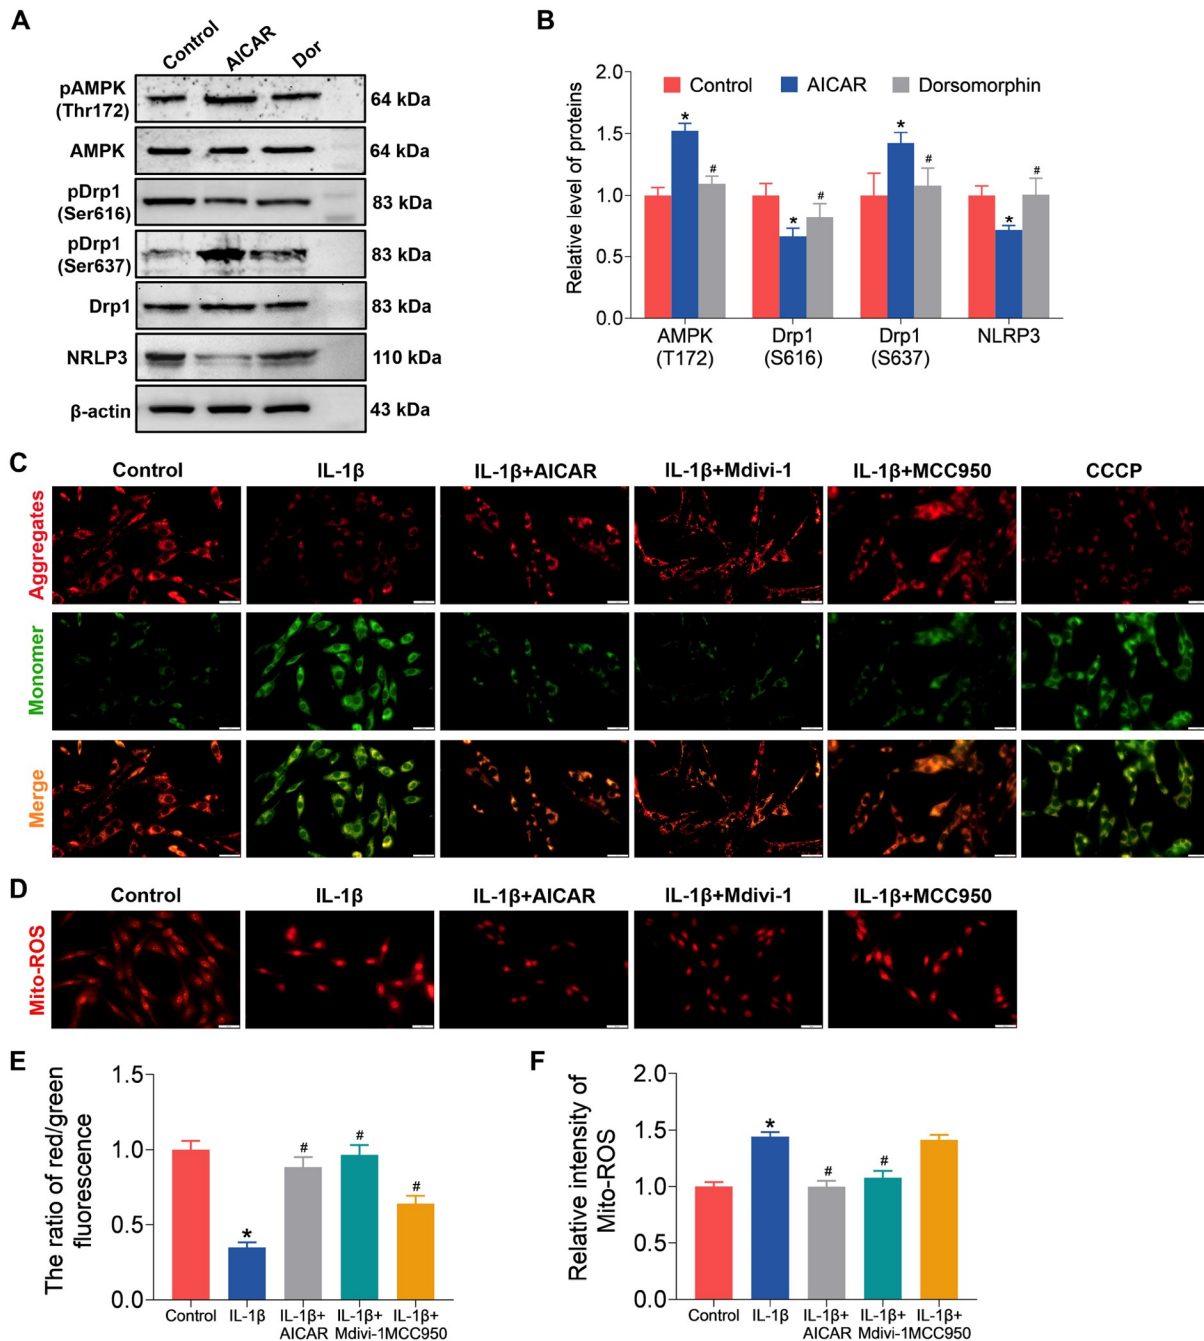 A
Control AICAR Dor
pAMPK
(Thr172)
64 kDa
AMPK
64 kDa
pDrp1
(Ser616)
83 kDa
pDrp1
(Ser637)
83 kDa
Drp1
83 kDa
NRLP3
110 kDa
β-actin
43 kDa
B
Relative level of proteins
2.0
1.5
1.0
0.5
0.0
Control AICAR Dorsomorphin
* # * # * # * #
AMPK
(T172)
Drp1
(S616)
Drp1
(S637)
NLRP3
C
Control IL-1β IL-1β+AICAR IL-1β+Mdivi-1 IL-1β+MCC950 CCCP
Aggregates
Monomer
Merge
D
Control IL-1β IL-1β+AICAR IL-1β+Mdivi-1 IL-1β+MCC950
Mito-ROS
E
The ratio of red/green
fluorescence
1.5
1.0
0.5
0.0
* # # #
Control IL-1β IL-1β+ IL-1β+ IL-1β+
AICAR Mdivi-1MCC950
F
Relative intensity of
Mito-ROS
2.0
1.5
1.0
0.5
0.0
* # #
Control IL-1β IL-1β+ IL-1β+ IL-1β+
AICAR Mdivi-1MCC950